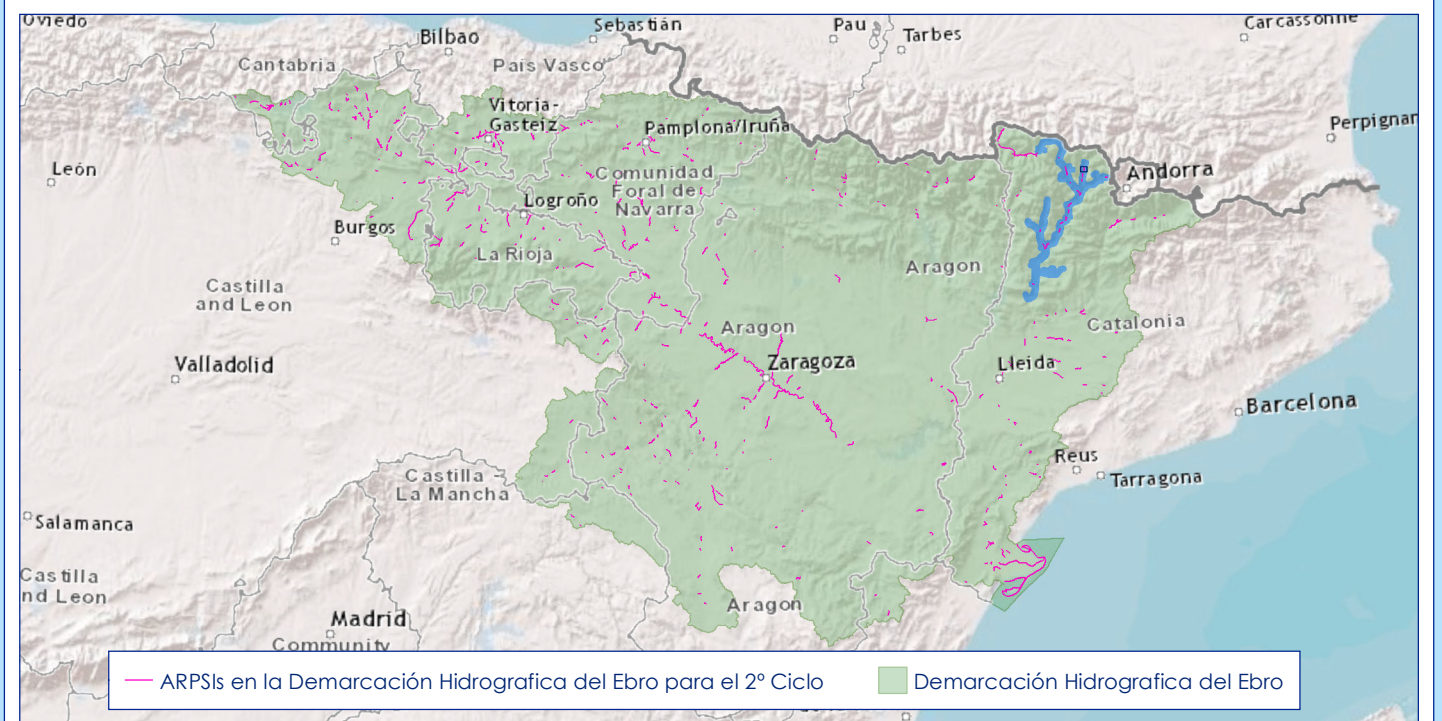 Oviedo
Sebastián
Pau
Tarbes
Carcassonne
Bilbao
Cantabria
Pais Vasco
Vitoria-
Gasteiz
Pamplona/Iruña
Perpignan
León
Comunidad
Foral de
Navarra
Andorra
Logroño
Burgos
La Rioja
Aragon
Castilla
and Leon
Catalonia
Aragon
Valladolid
Zaragoza
Lleida
Barcelona
Reus
Castilla
La Mancha
Tarragona
Salamanca
Castilla
nd Leon
Aragon
Madrid
Community
ARPSIs en la Demarcación Hidrografica del Ebro para el 2º Ciclo
Demarcación Hidrografica del Ebro